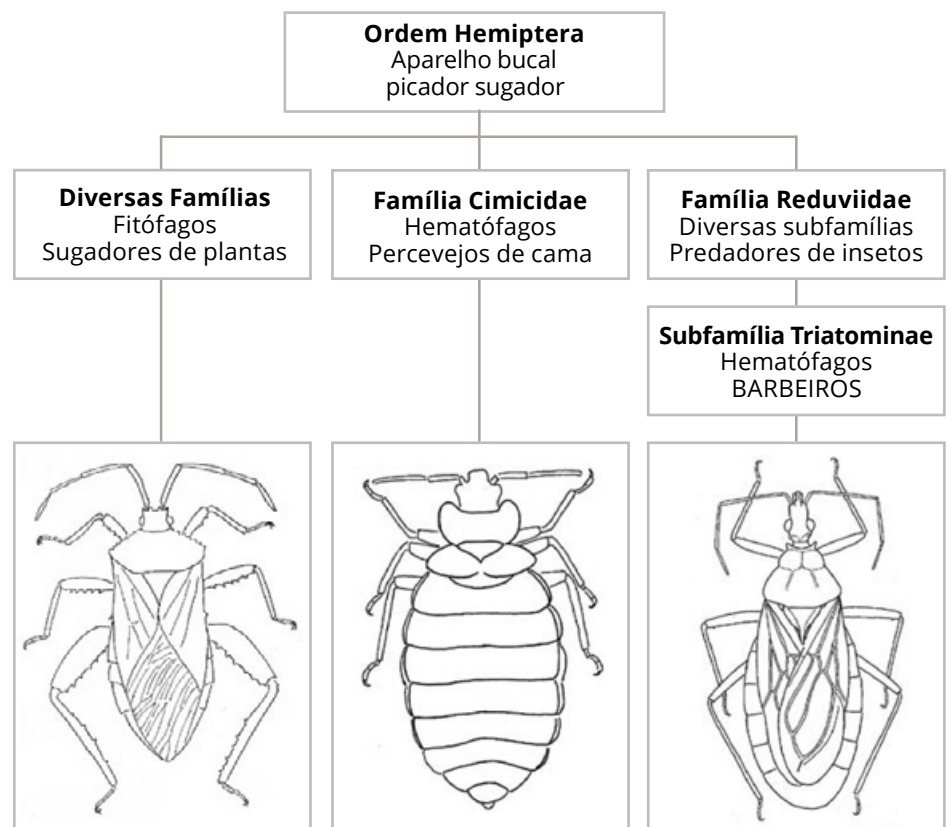 Ordem Hemiptera
Aparelho bucal
picador sugador
Diversas Famílias
Fitófagos
Sugadores de plantas
Família Cimicidae
Hematófagos
Percevejos de cama
Família Reduviidae
Diversas subfamílias
Predadores de insetos
Subfamília Triatominae
Hematófagos
BARBEIROS